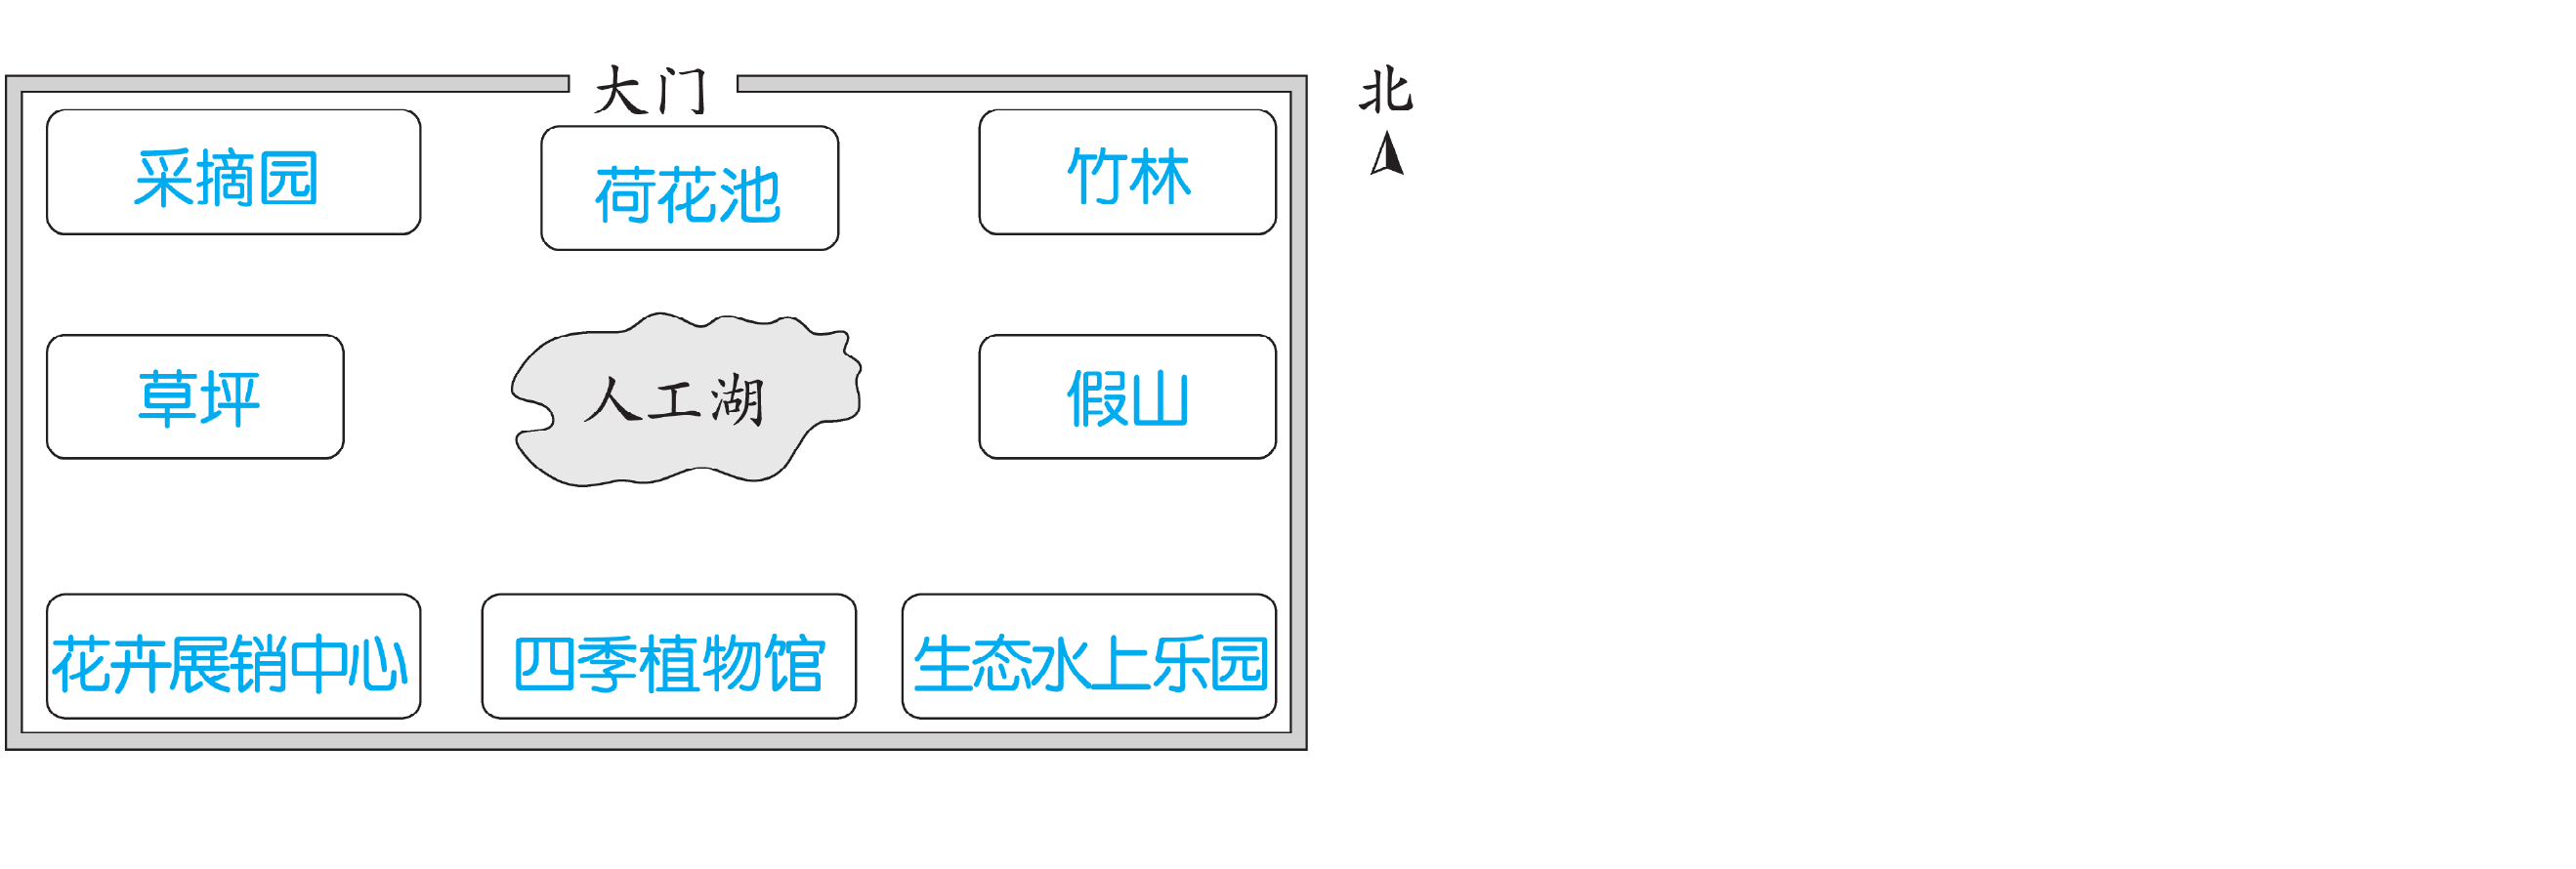 大门
北
采摘园
荷花池
竹林
草坪
人工湖
假山
花卉展销中心
四季植物馆
生态水上乐园